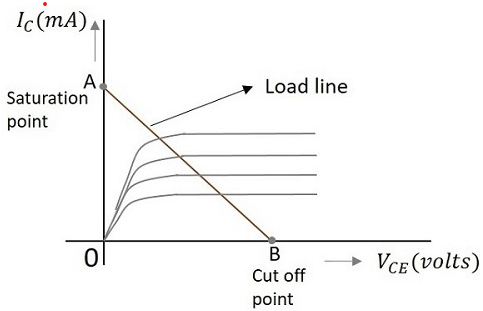 I_C(mA)
A
Saturation
point
Load line
0
B
Cut off
point
V_CE(volts)